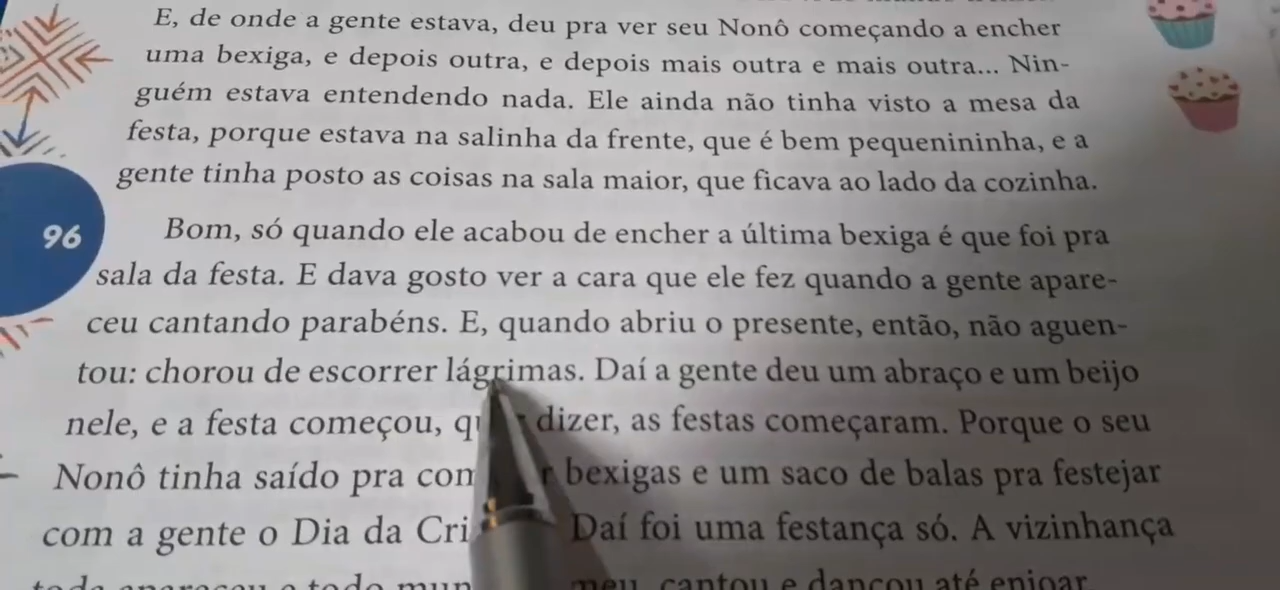 E, de onde a gente estava, deu pra ver seu Nonô começando a encher
uma bexiga, e depois outra, e depois mais outra e mais outra... Nin-
guém estava entendendo nada. Ele ainda não tinha visto a mesa da
festa, porque estava na salinha da frente, que é bem pequenininha, e a
gente tinha posto as coisas na sala maior, que ficava ao lado da cozinha.
96
Bom, só quando ele acabou de encher a última bexiga é que foi pra
sala da festa. E dava gosto ver a cara que ele fez quando a gente apare-
ceu cantando parabéns. E, quando abriu o presente, então, não aguen-
tou: chorou de escorrer lágrimas. Daí a gente deu um abraço e um beijo
nele, e a festa começou, dizer, as festas começaram. Porque o seu
Nonô tinha saído pra bexigas e um saco de balas pra festejar
com a gente o Dia da Daí foi uma festança só. A vizinhança
cantou e dançou até enjoar